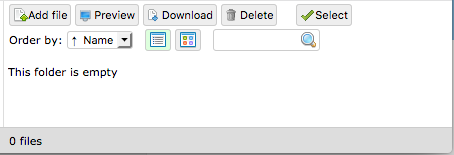 Add file Preview Download Delete Select
Order by: ↑ Name
This folder is empty
0 files